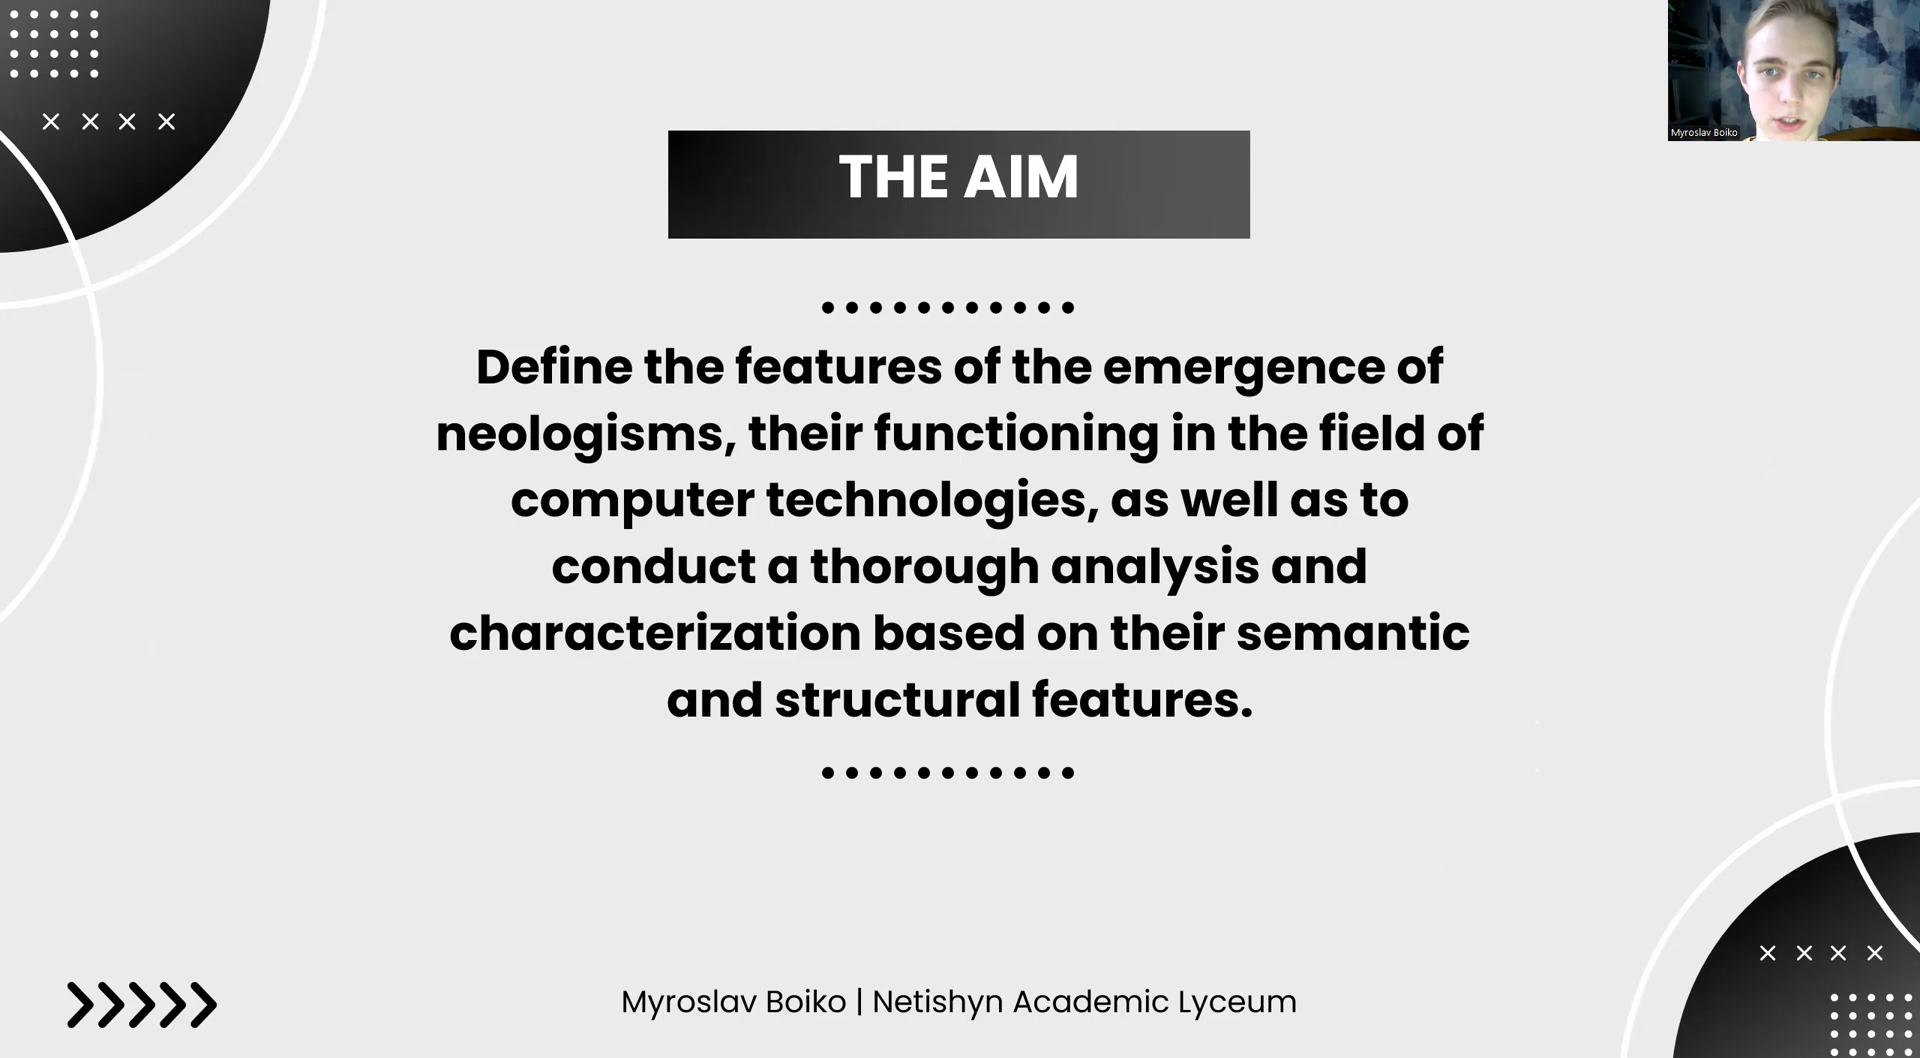 Myroslav Boiko
THE AIM
Define the features of the emergence of
neologisms, their functioning in the field of
computer technologies, as well as to
conduct a thorough analysis and
characterization based on their semantic
and structural features.
Myroslav Boiko | Netishyn Academic Lyceum